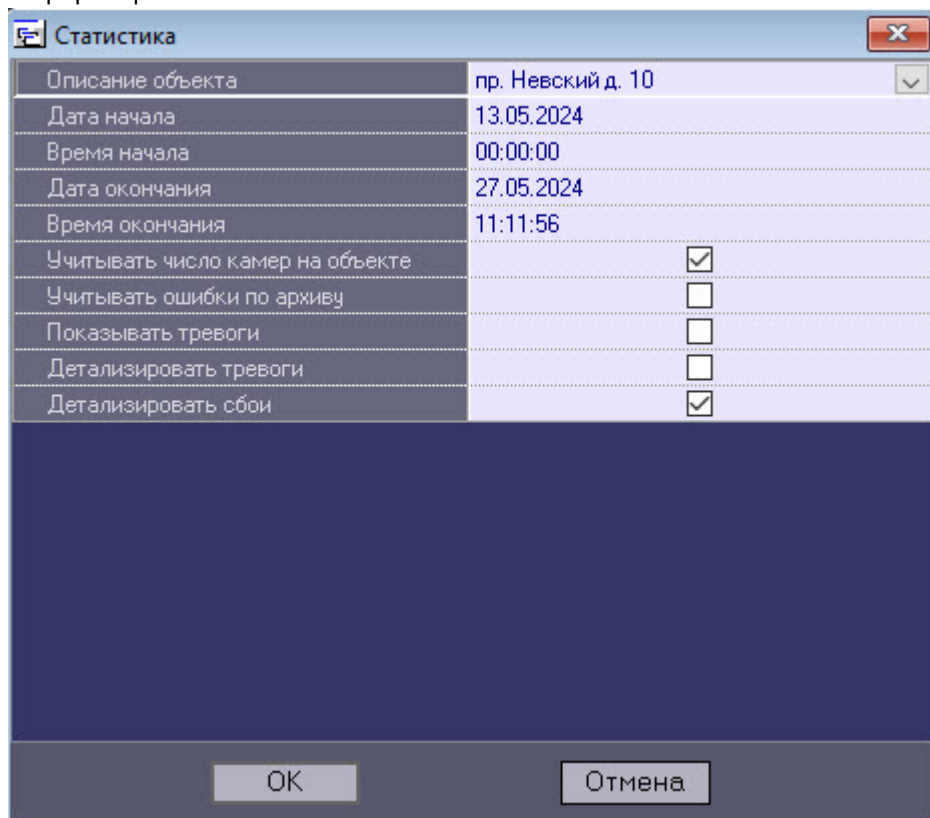 Статистика
Описание объекта пр. Невский д. 10
Дата начала 13.05.2024
Время начала 00:00:00
Дата окончания 27.05.2024
Время окончания 11:11:56
Учитывать число камер на объекте
Учитывать ошибки по архиву
Показывать тревоги
Детализировать тревоги
Детализировать сбои
OK Отмена